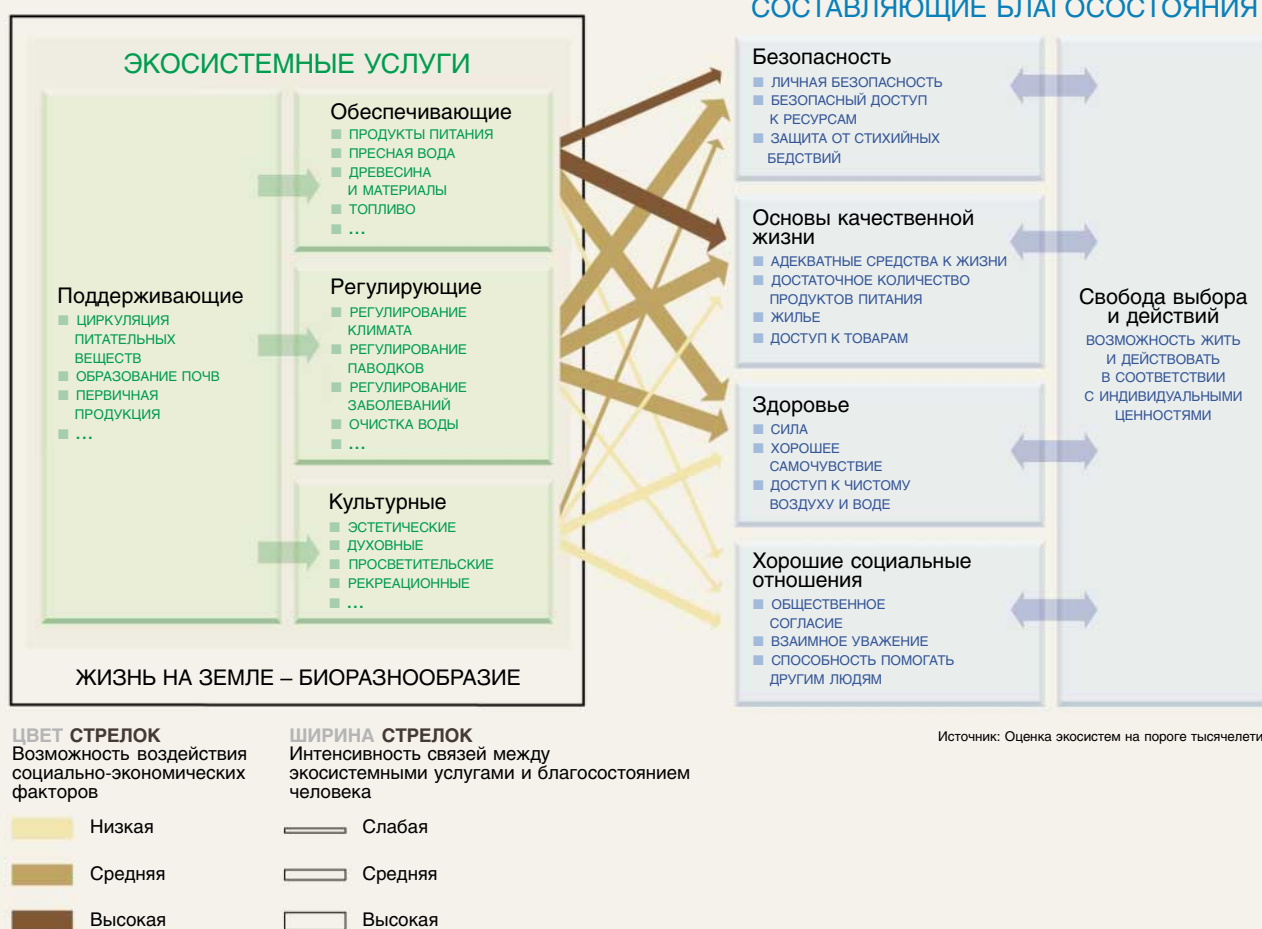 СОСТАВЛЯЮЩИЕ БЛАГОСОСТОЯНИЯ
ЭКОСИСТЕМНЫЕ УСЛУГИ
Поддерживающие
ЦИРКУЛЯЦИЯ
ПИТАТЕЛЬНЫХ
ВЕЩЕСТВ
ОБРАЗОВАНИЕ ПОЧВ
ПЕРВИЧНАЯ
ПРОДУКЦИЯ
...
Обеспечивающие
ПРОДУКТЫ ПИТАНИЯ
ПРЕСНАЯ ВОДА
ДРЕВЕСИНА
И МАТЕРИАЛЫ
ТОПЛИВО
...
Регулирующие
РЕГУЛИРОВАНИЕ
КЛИМАТА
РЕГУЛИРОВАНИЕ
ПАВОДКОВ
РЕГУЛИРОВАНИЕ
ЗАБОЛЕВАНИЙ
ОЧИСТКА ВОДЫ
...
Культурные
ЭСТЕТИЧЕСКИЕ
ДУХОВНЫЕ
ПРОСВЕТИТЕЛЬСКИЕ
РЕКРЕАЦИОННЫЕ
...
ЖИЗНЬ НА ЗЕМЛЕ – БИОРАЗНООБРАЗИЕ
Безопасность
ЛИЧНАЯ БЕЗОПАСНОСТЬ
БЕЗОПАСНЫЙ ДОСТУП
К РЕСУРСАМ
ЗАЩИТА ОТ СТИХИЙНЫХ
БЕДСТВИЙ
Основы качественной
жизни
АДЕКВАТНЫЕ СРЕДСТВА К ЖИЗНИ
ДОСТАТОЧНОЕ КОЛИЧЕСТВО
ПРОДУКТОВ ПИТАНИЯ
ЖИЛЬЕ
ДОСТУП К ТОВАРАМ
Здоровье
СИЛА
ХОРОШЕЕ
САМОЧУВСТВИЕ
ДОСТУП К ЧИСТОМУ
ВОЗДУХУ И ВОДЕ
Хорошие социальные
отношения
ОБЩЕСТВЕННОЕ
СОГЛАСИЕ
ВЗАИМНОЕ УВАЖЕНИЕ
СПОСОБНОСТЬ ПОМОГАТЬ
ДРУГИМ ЛЮДЯМ
Свобода выбора
и действий
ВОЗМОЖНОСТЬ ЖИТЬ
И ДЕЙСТВОВАТЬ
В СООТВЕТСТВИИ
С ИНДИВИДУАЛЬНЫМИ
ЦЕННОСТЯМИ
ЦВЕТ СТРЕЛОК
Возможность воздействия
социально-экономических
факторов
Низкая
Средняя
Высокая
ШИРИНА СТРЕЛОК
Интенсивность связей между
экосистемными услугами и благосостоянием
человека
Слабая
Средняя
Высокая
Источник: Оценка экосистем на пороге тысячелети